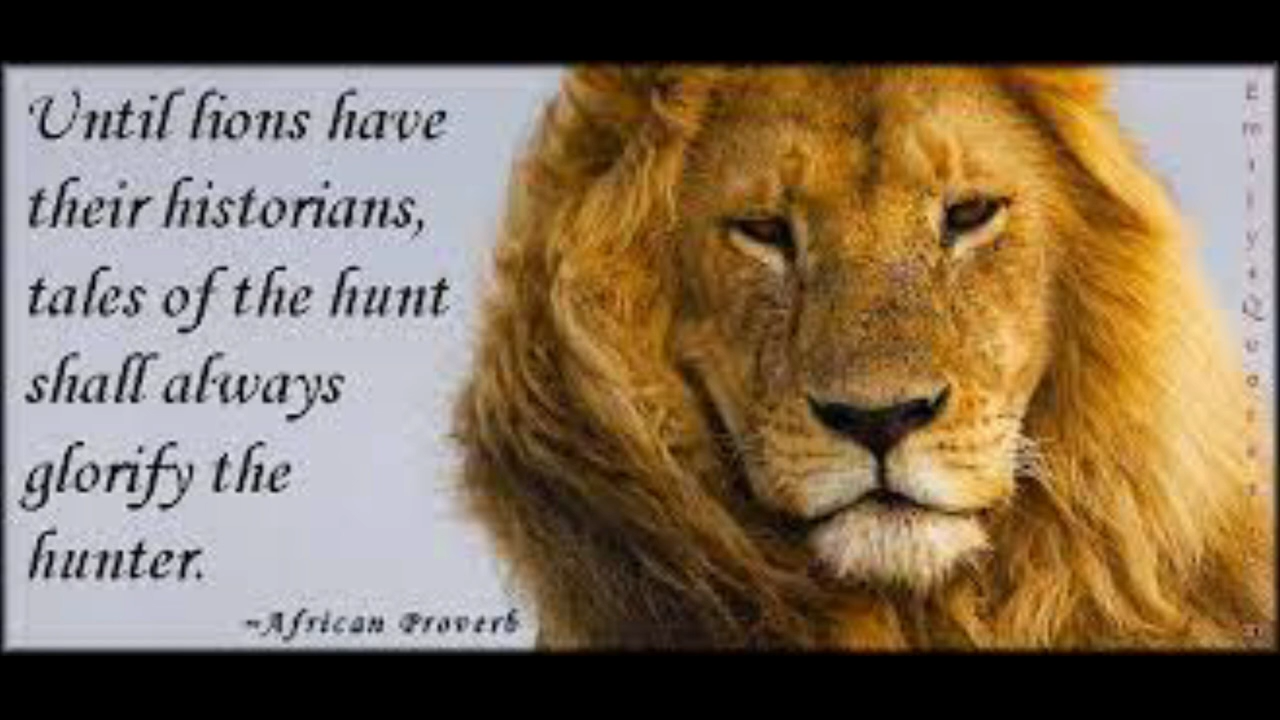 Until lions have
their historians,
tales of the hunt
shall always
glorify the
hunter.
~African Proverb